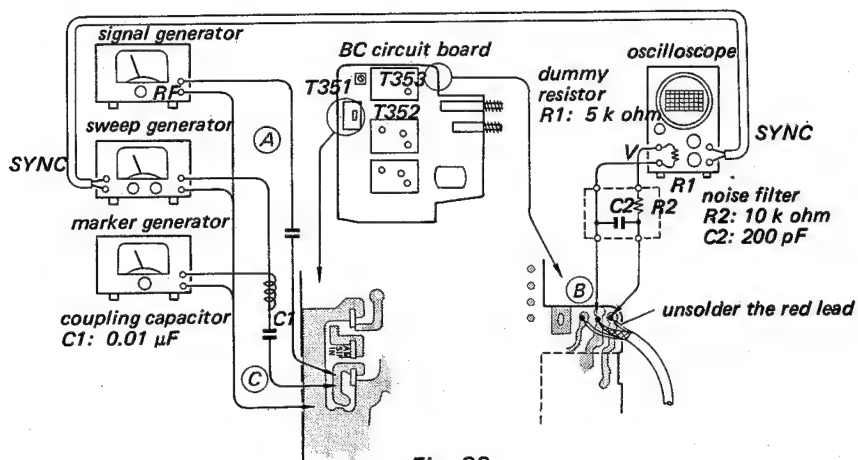 signal generator
RF
sweep generator
SYNC
marker generator
coupling capacitor
C1: 0.01 μF
A
C
C1
BC circuit board
T351
T353
T352
dummy
resistor
R1: 5 k ohm
oscilloscope
SYNC
V
R1
C2
R2
noise filter
R2: 10 k ohm
C2: 200 pF
B
unsolder the red lead